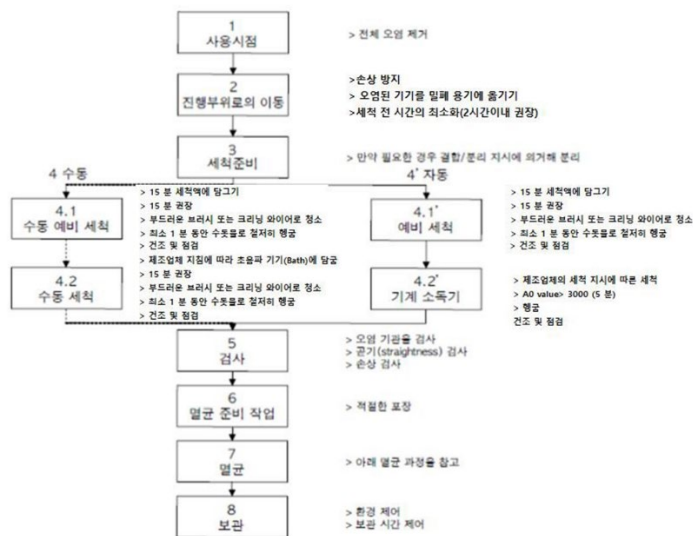 1
사용시점
> 전체 오염 제거
2
진행부위로의 이동
>손상 방지
> 오염된 기기를 밀폐 용기에 옮기기
>세척 전 시간의 최소화(2시간이내 권장)
3
세척준비
> 만약 필요한 경우 결합/분리 지시에 의거해 분리
4 수동
4' 자동
4.1
수동 예비 세척
> 15 분 세척액에 담그기
> 15 분 권장
> 부드러운 브러시 또는 크리닝 와이어로 청소
> 최소 1 분 동안 수돗물로 철저히 헹굼
> 건조 및 점검
4.1'
예비 세척
> 15 분 세척액에 담그기
> 15 분 권장
> 부드러운 브러시 또는 크리닝 와이어로 청소
> 최소 1 분 동안 수돗물로 철저히 헹굼
> 건조 및 점검
4.2
수동 세척
> 제조업체 지침에 따라 초음파 기기(Bath)에 담굼
> 15 분 권장
> 부드러운 브러시 또는 크리닝 와이어로 청소
> 최소 1 분 동안 수돗물로 철저히 헹굼
> 건조 및 점검
4.2'
기계 소독기
> 제조업체의 세척 지시에 따른 세척
> A0 value> 3000 (5 분)
> 헹굼
건조 및 점검
5
검사
> 오염 기관을 검사
> 곧기(straightness) 검사
> 손상 검사
6
멸균 준비 작업
> 적절한 포장
7
멸균
> 아래 멸균 과정을 참고
8
보관
> 환경 제어
> 보관 시간 제어